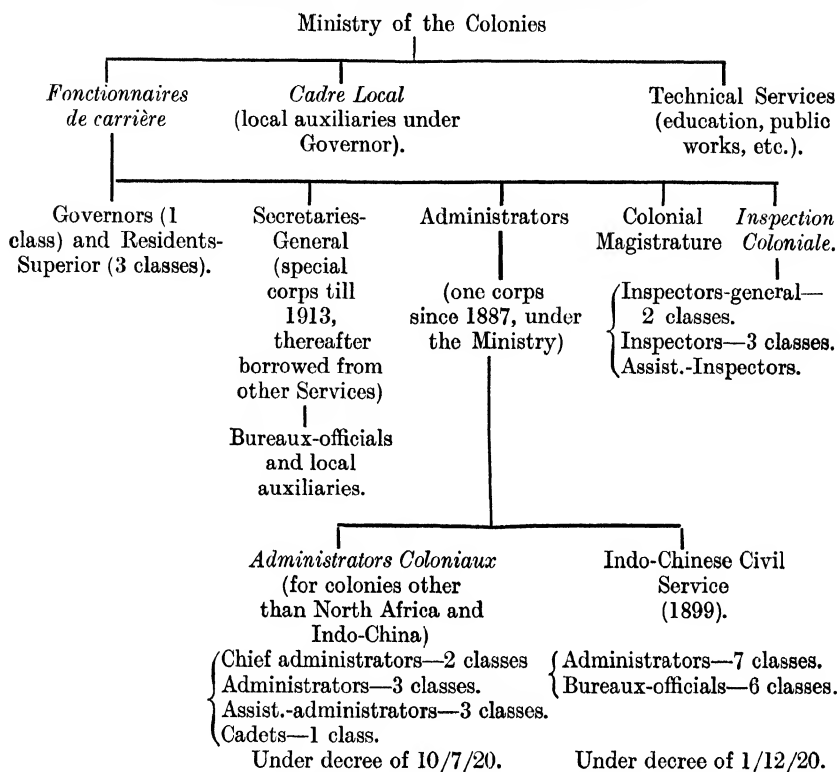 Ministry of the Colonies
Fonctionnaires
de carrière
Cadre Local
(local auxiliaries under
Governor).
Technical Services
(education, public
works, etc.).
Governors (1
class) and Residents-
Superior (3 classes).
Secretaries-
General
(special
corps till
1913,
thereafter
borrowed from
other Services)
Bureaux-officials
and local
auxiliaries.
Administrators
(one corps
since 1887, under
the Ministry)
Colonial
Magistrature
Inspection
Coloniale.
Inspectors-general—
2 classes.
Inspectors—3 classes.
Assist.-Inspectors.
Administrators Coloniaux
(for colonies other
than North Africa and
Indo-China)
Chief administrators—2 classes
Administrators—3 classes.
Assist.-administrators—3 classes.
Cadets—1 class.
Under decree of 10/7/20.
Indo-Chinese Civil
Service
(1899).
Administrators—7 classes.
Bureaux-officials—6 classes.
Under decree of 1/12/20.